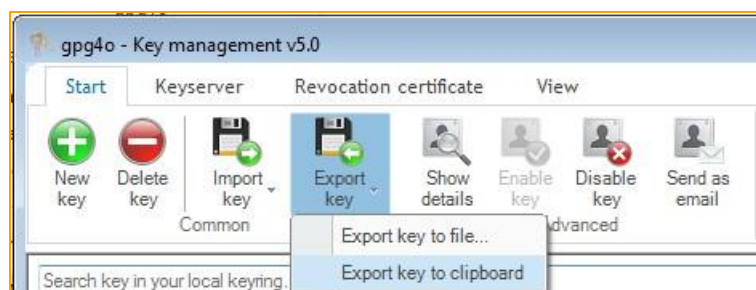 gpg4o - Key management v5.0
Start Keyserver Revocation certificate View
New key
Delete key
Import key
Export key
Show details
Enable key
Disable key
Send as email
Common
Export key to file...
Search key in your local keyring.
Export key to clipboard